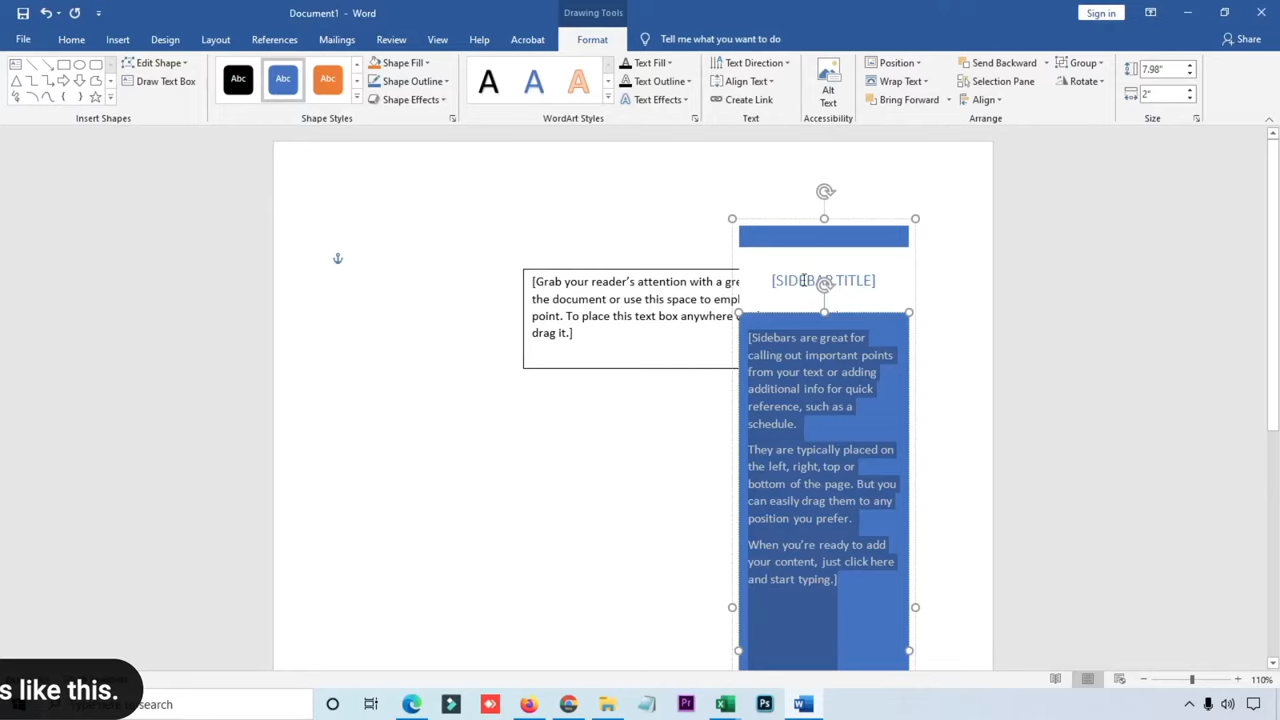 Document1 - Word
Drawing Tools
Sign in
File
Home
Insert
Design
Layout
References
Mailings
Review
View
Help
Acrobat
Format
Tell me what you want to do
Share
Edit Shape
Draw Text Box
Insert Shapes
Abc
Abc
Abc
Shape Fill
Shape Outline
Shape Effects
Shape Styles
A
A
A
Text Fill
Text Outline
Text Effects
WordArt Styles
Text Direction
Align Text
Create Link
Text
Alt
Text
Accessibility
Position
Wrap Text
Bring Forward
Send Backward
Selection Pane
Align
Group
Rotate
Arrange
7.98"
2"
Size
[Grab your reader's attention with a gre
the document or use this space to empl
point. To place this text box anywhere
drag it.]
[SIDEBAR TITLE]
[Sidebars are great for
calling out important points
from your text or adding
additional info for quick
reference, such as a
schedule.
They are typically placed on
the left, right, top or
bottom of the page. But you
can easily drag them to any
position you prefer.
When you're ready to add
your content, just click here
and start typing.]
s like this.
110%